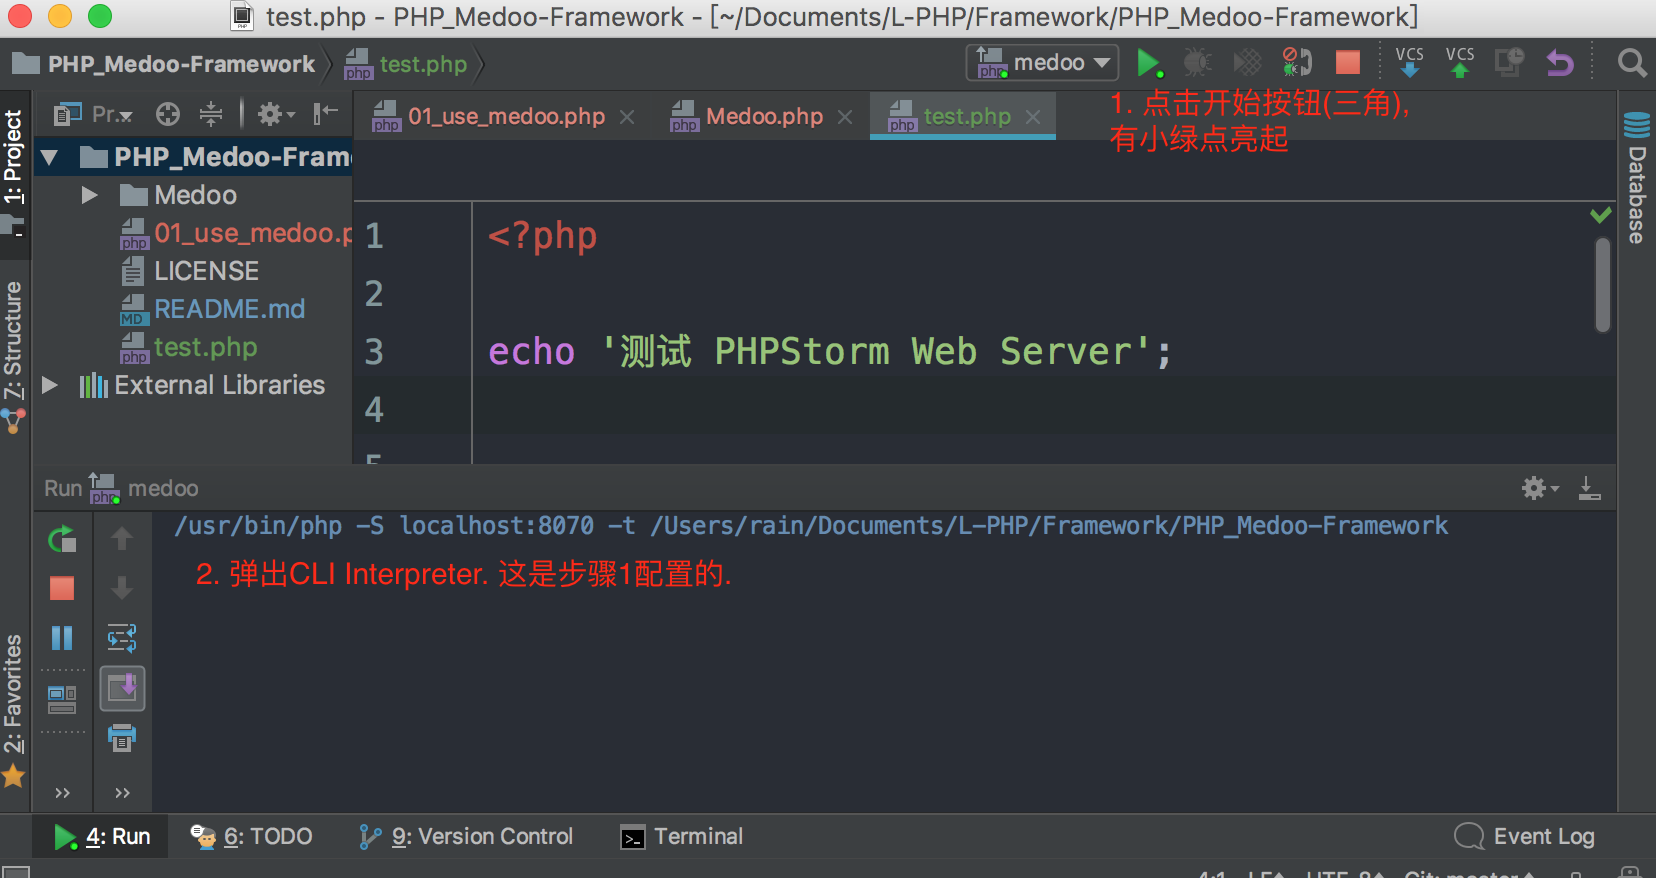 test.php - PHP_Medoo-Framework - [~/Documents/L-PHP/Framework/PHP_Medoo-Framework]
PHP_Medoo-Framework test.php medoo VCS VCS
Pr... 01_use_medoo.php Medoo.php test.php
1. 点击开始按钮(三角),
有小绿点亮起
1: Project
7: Structure
2: Favorites
Database
PHP_Medoo-Fram
Medoo
01_use_medoo.p
LICENSE
README.md
test.php
External Libraries
1 <?php
2
3 echo '测试 PHPStorm Web Server';
4
5
Run medoo
/usr/bin/php -S localhost:8070 -t /Users/rain/Documents/L-PHP/Framework/PHP_Medoo-Framework
2. 弹出CLI Interpreter. 这是步骤1配置的.
4: Run 6: TODO 9: Version Control Terminal Event Log
4:1 LF UTF-8 Git: master